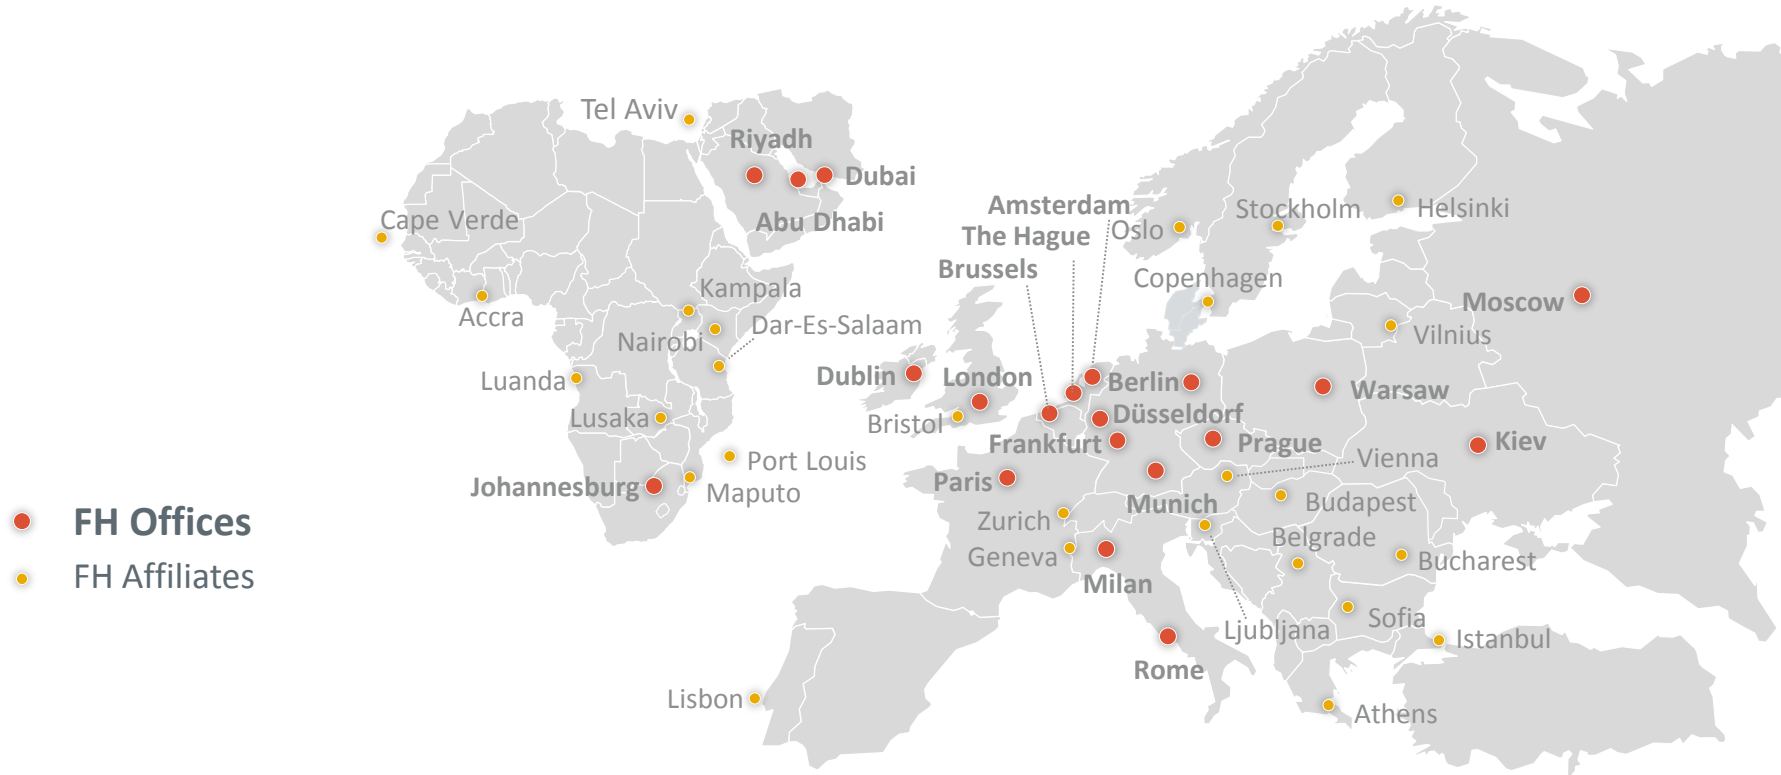 Tel Aviv
Riyadh
Dubai
Abu Dhabi
Cape Verde
Kampala
Accra
Dar-Es-Salaam
Nairobi
Luanda
Lusaka
Port Louis
Johannesburg
Maputo
FH Offices
FH Affiliates
Amsterdam
The Hague
Brussels
Oslo
Stockholm
Helsinki
Copenhagen
Moscow
Vilnius
Dublin
London
Berlin
Warsaw
Bristol
Düsseldorf
Frankfurt
Prague
Kiev
Vienna
Paris
Munich
Budapest
Zurich
Belgrade
Geneva
Bucharest
Milan
Sofia
Ljubljana
Istanbul
Rome
Lisbon
Athens